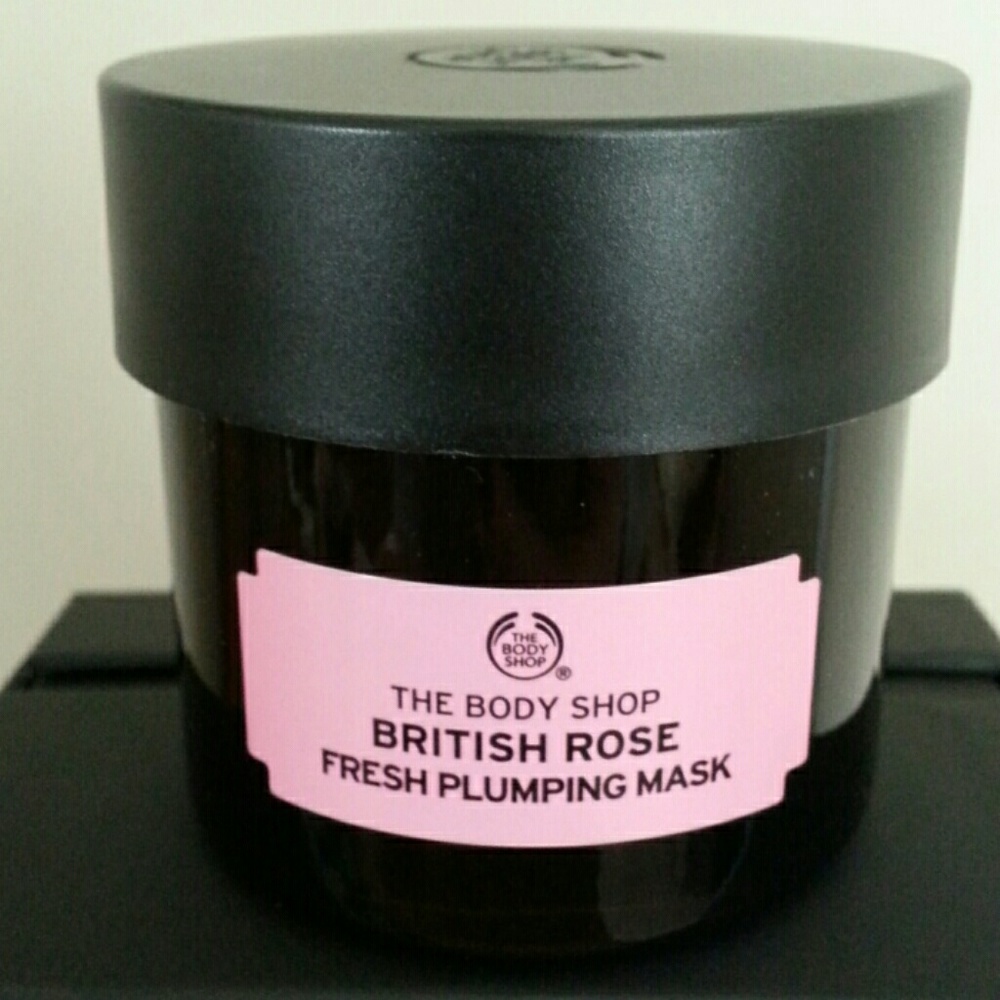 THE
BODY
SHOP
®
THE BODY SHOP
BRITISH ROSE
FRESH PLUMPING MASK